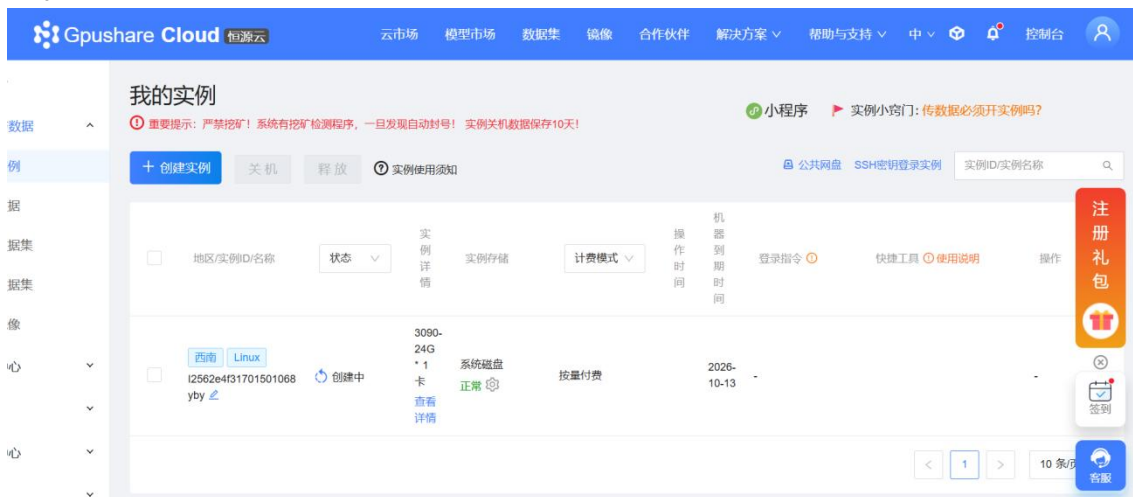 Gpushare Cloud 恒源云 云市场 模型市场 数据集 镜像 合作伙伴 解决方案 帮助与支持 中 控制台
我的实例
小程序 实例小窍门：传数据必须开实例吗?
重要提示：严禁挖矿！系统有挖矿检测程序，一旦发现自动封号！ 实例关机数据保存10天！
数据
例
据
据集
据集
像
心
心
+ 创建实例 关机 释放 实例使用须知
公共网盘 SSH密钥登录实例 实例ID/实例名称
地区/实例ID/名称 状态 实例详情 实例存储 计费模式 操作时间 机器到期时间 登录指令 快捷工具 使用说明 操作
西南 Linux
l2562e4f31701501068
yby
创建中
3090-
24G
* 1
卡
查看
详情
系统磁盘
正常
按量付费
2026-
10-13
-
-
< 1 > 10 条/页
注册礼包
签到
客服